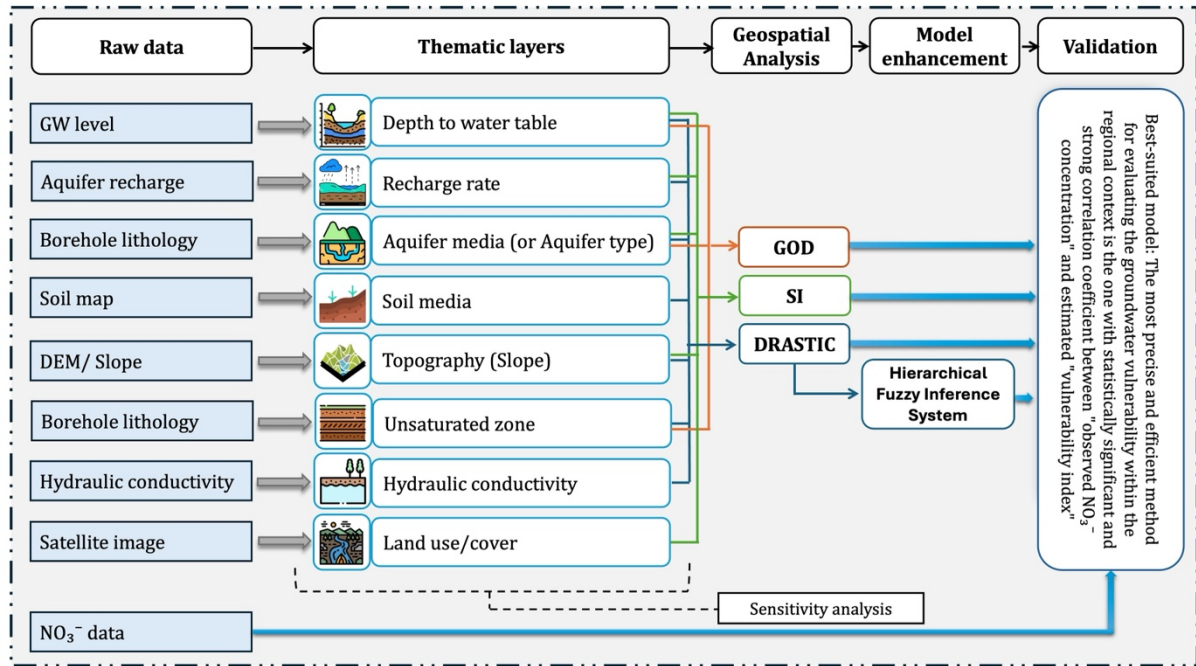 Raw data
Thematic layers
Geospatial
Analysis
Model
enhancement
Validation
GW level
Depth to water table
Aquifer recharge
Recharge rate
Borehole lithology
Aquifer media (or Aquifer type)
Soil map
Soil media
DEM/ Slope
Topography (Slope)
Borehole lithology
Unsaturated zone
Hydraulic conductivity
Hydraulic conductivity
Satellite image
Land use/cover
GOD
SI
DRASTIC
Hierarchical
Fuzzy Inference
System
Best-suited model: The most precise and efficient method
for evaluating the groundwater vulnerability within the
regional context is the one with statistically significant and
strong correlation coefficient between "observed NO₃⁻
concentration" and estimated "vulnerability index"
Sensitivity analysis
NO₃⁻ data